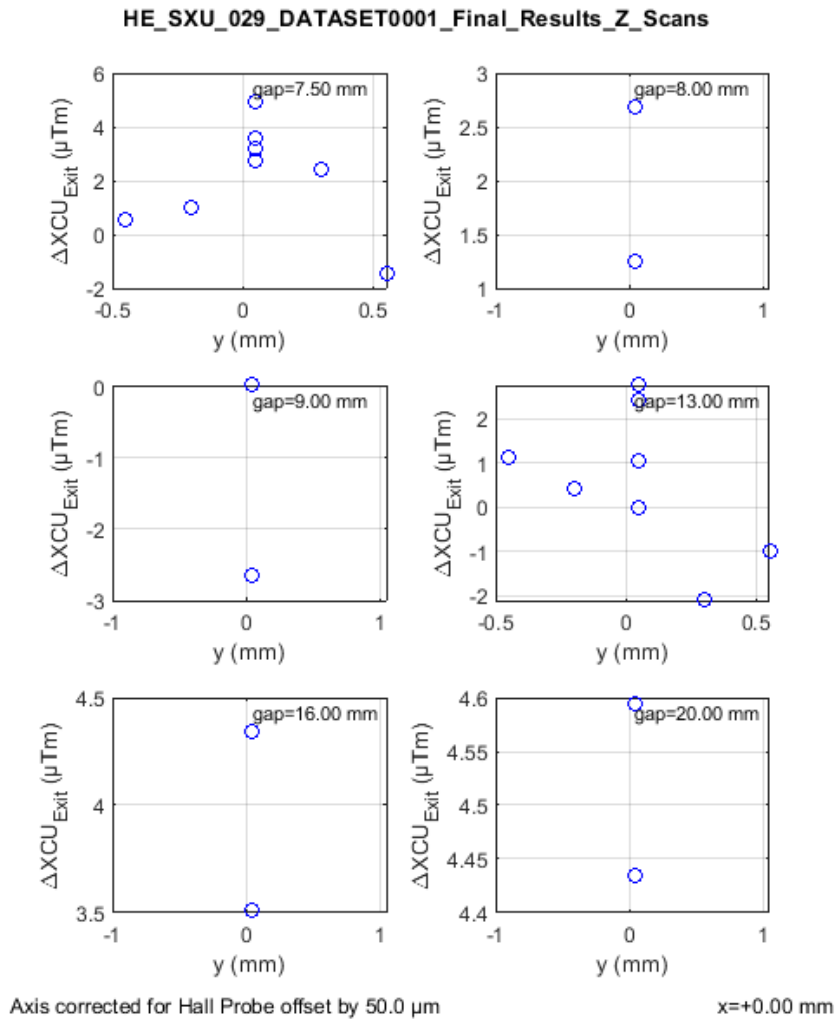 HE_SXU_029_DATASET0001_Final_Results_Z_Scans
gap=7.50 mm
6
4
2
0
-2
-0.5 0 0.5
y (mm)
ΔXCU_Exit (µTm)
gap=8.00 mm
3
2.5
2
1.5
1
-1 0 1
y (mm)
ΔXCU_Exit (µTm)
gap=9.00 mm
0
-1
-2
-3
-1 0 1
y (mm)
ΔXCU_Exit (µTm)
gap=13.00 mm
2
1
0
-1
-2
-0.5 0 0.5
y (mm)
ΔXCU_Exit (µTm)
gap=16.00 mm
4.5
4
3.5
-1 0 1
y (mm)
ΔXCU_Exit (µTm)
gap=20.00 mm
4.6
4.55
4.5
4.45
4.4
-1 0 1
y (mm)
ΔXCU_Exit (µTm)
Axis corrected for Hall Probe offset by 50.0 µm
x=+0.00 mm